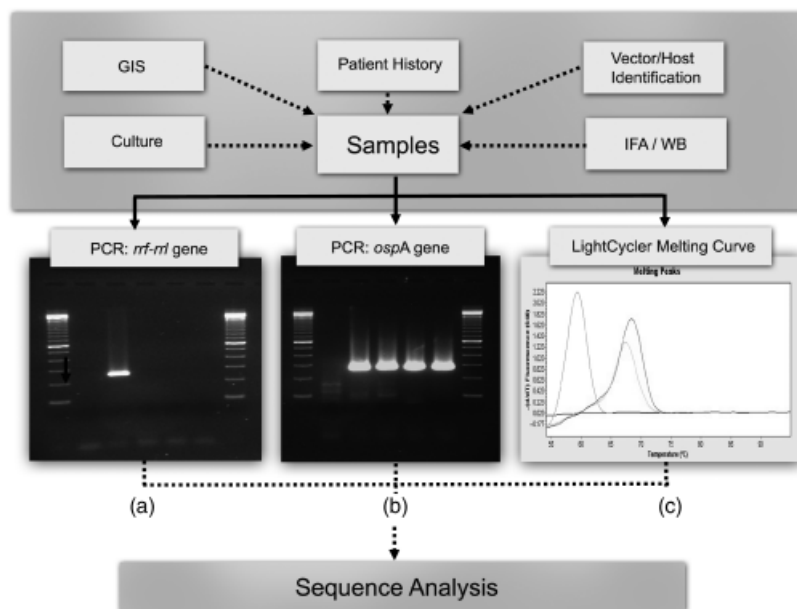 GIS
Patient History
Vector/Host
Identification
Culture
Samples
IFA / WB
PCR: rrf-rrl gene
PCR: ospA gene
LightCycler Melting Curve
Melting Peaks
Temperature (°C)
(a)
(b)
(c)
Sequence Analysis